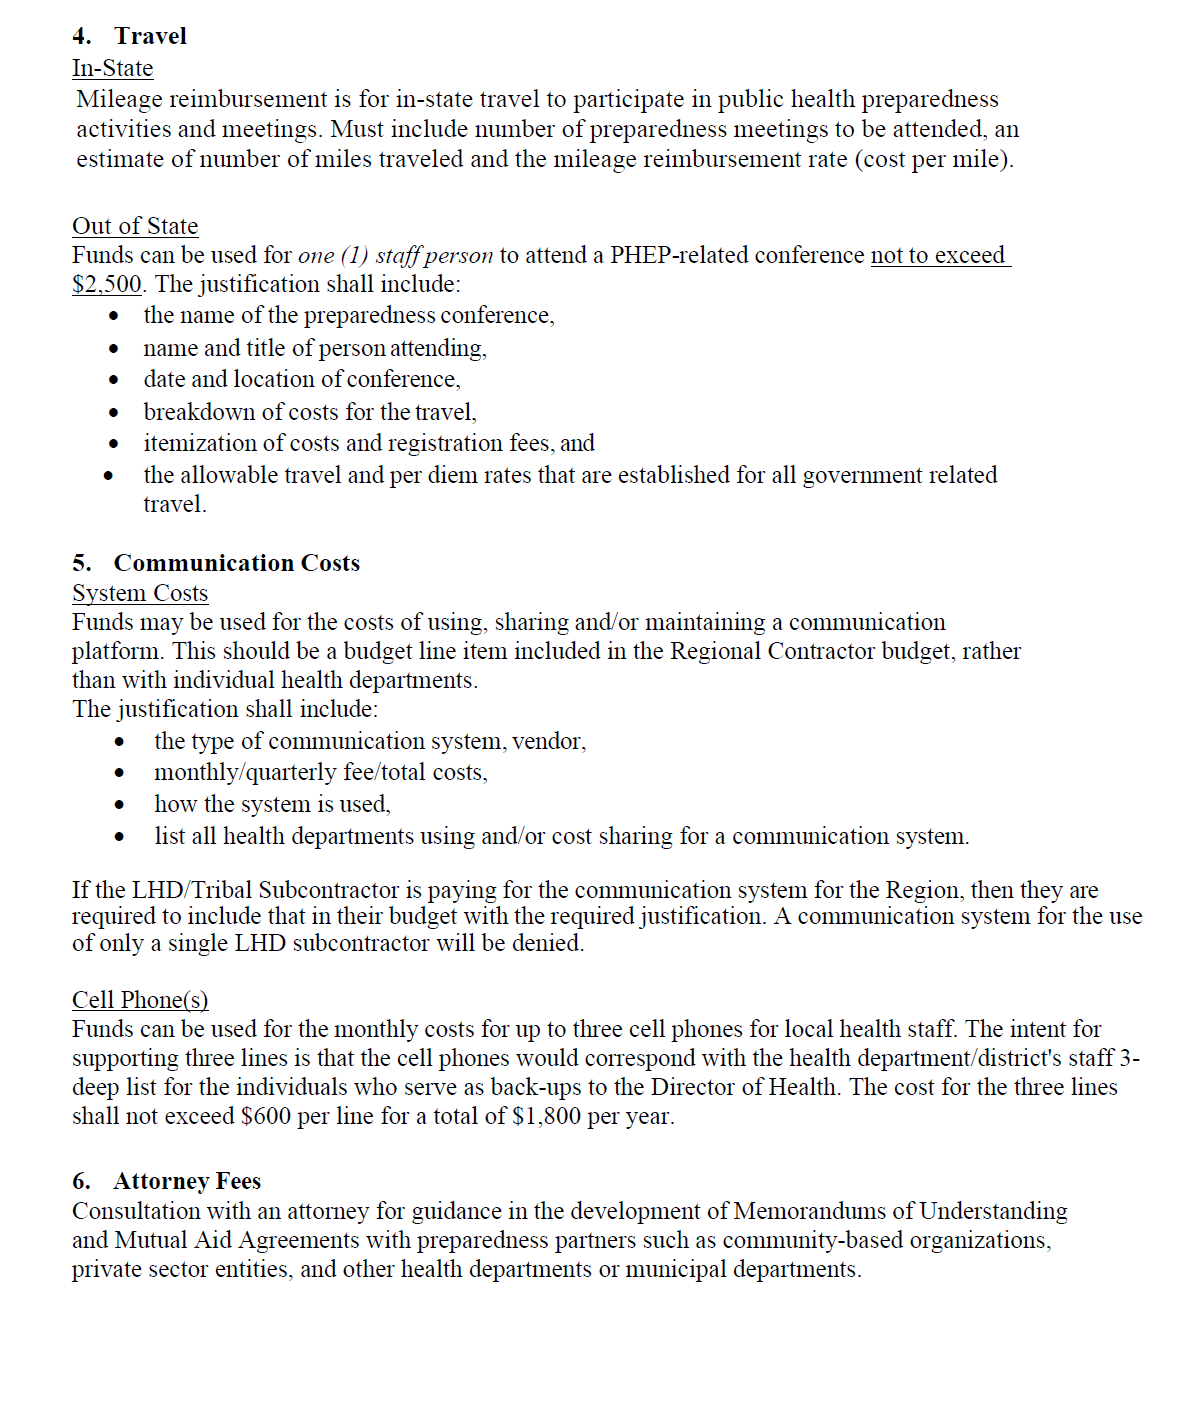 4. Travel
In-State
Mileage reimbursement is for in-state travel to participate in public health preparedness
activities and meetings. Must include number of preparedness meetings to be attended, an
estimate of number of miles traveled and the mileage reimbursement rate (cost per mile).
Out of State
Funds can be used for one (1) staff person to attend a PHEP-related conference not to exceed
$2,500. The justification shall include:
• the name of the preparedness conference,
• name and title of person attending,
• date and location of conference,
• breakdown of costs for the travel,
• itemization of costs and registration fees, and
• the allowable travel and per diem rates that are established for all government related
travel.
5. Communication Costs
System Costs
Funds may be used for the costs of using, sharing and/or maintaining a communication
platform. This should be a budget line item included in the Regional Contractor budget, rather
than with individual health departments.
The justification shall include:
• the type of communication system, vendor,
• monthly/quarterly fee/total costs,
• how the system is used,
• list all health departments using and/or cost sharing for a communication system.
If the LHD/Tribal Subcontractor is paying for the communication system for the Region, then they are
required to include that in their budget with the required justification. A communication system for the use
of only a single LHD subcontractor will be denied.
Cell Phone(s)
Funds can be used for the monthly costs for up to three cell phones for local health staff. The intent for
supporting three lines is that the cell phones would correspond with the health department/district's staff 3-
deep list for the individuals who serve as back-ups to the Director of Health. The cost for the three lines
shall not exceed $600 per line for a total of $1,800 per year.
6. Attorney Fees
Consultation with an attorney for guidance in the development of Memorandums of Understanding
and Mutual Aid Agreements with preparedness partners such as community-based organizations,
private sector entities, and other health departments or municipal departments.